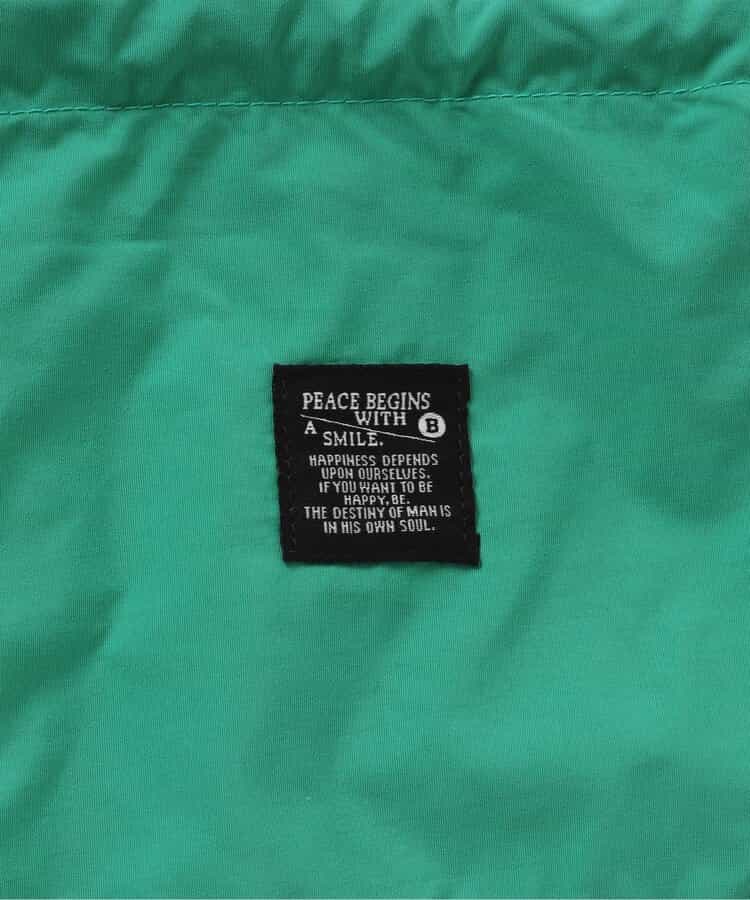 PEACE BEGINS
WITH
A
B
SMILE.
HAPPINESS DEPENDS
UPON OURSELVES.
IF YOU WANT TO BE
HAPPY, BE.
THE DESTINY OF MAN IS
IN HIS OWN SOUL.